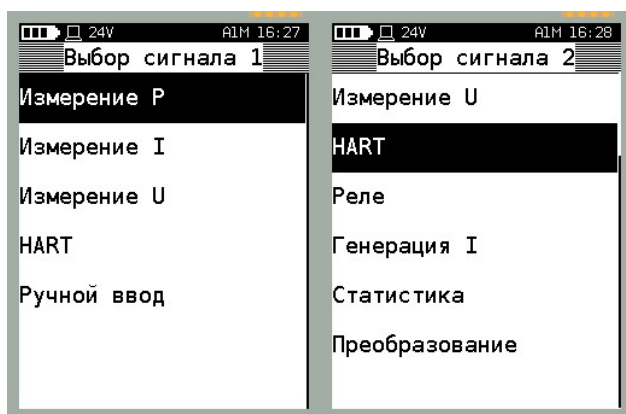 24V A1M 16:27
Выбор сигнала 1
Измерение P
Измерение I
Измерение U
HART
Ручной ввод
24V A1M 16:28
Выбор сигнала 2
Измерение U
HART
Реле
Генерация I
Статистика
Преобразование